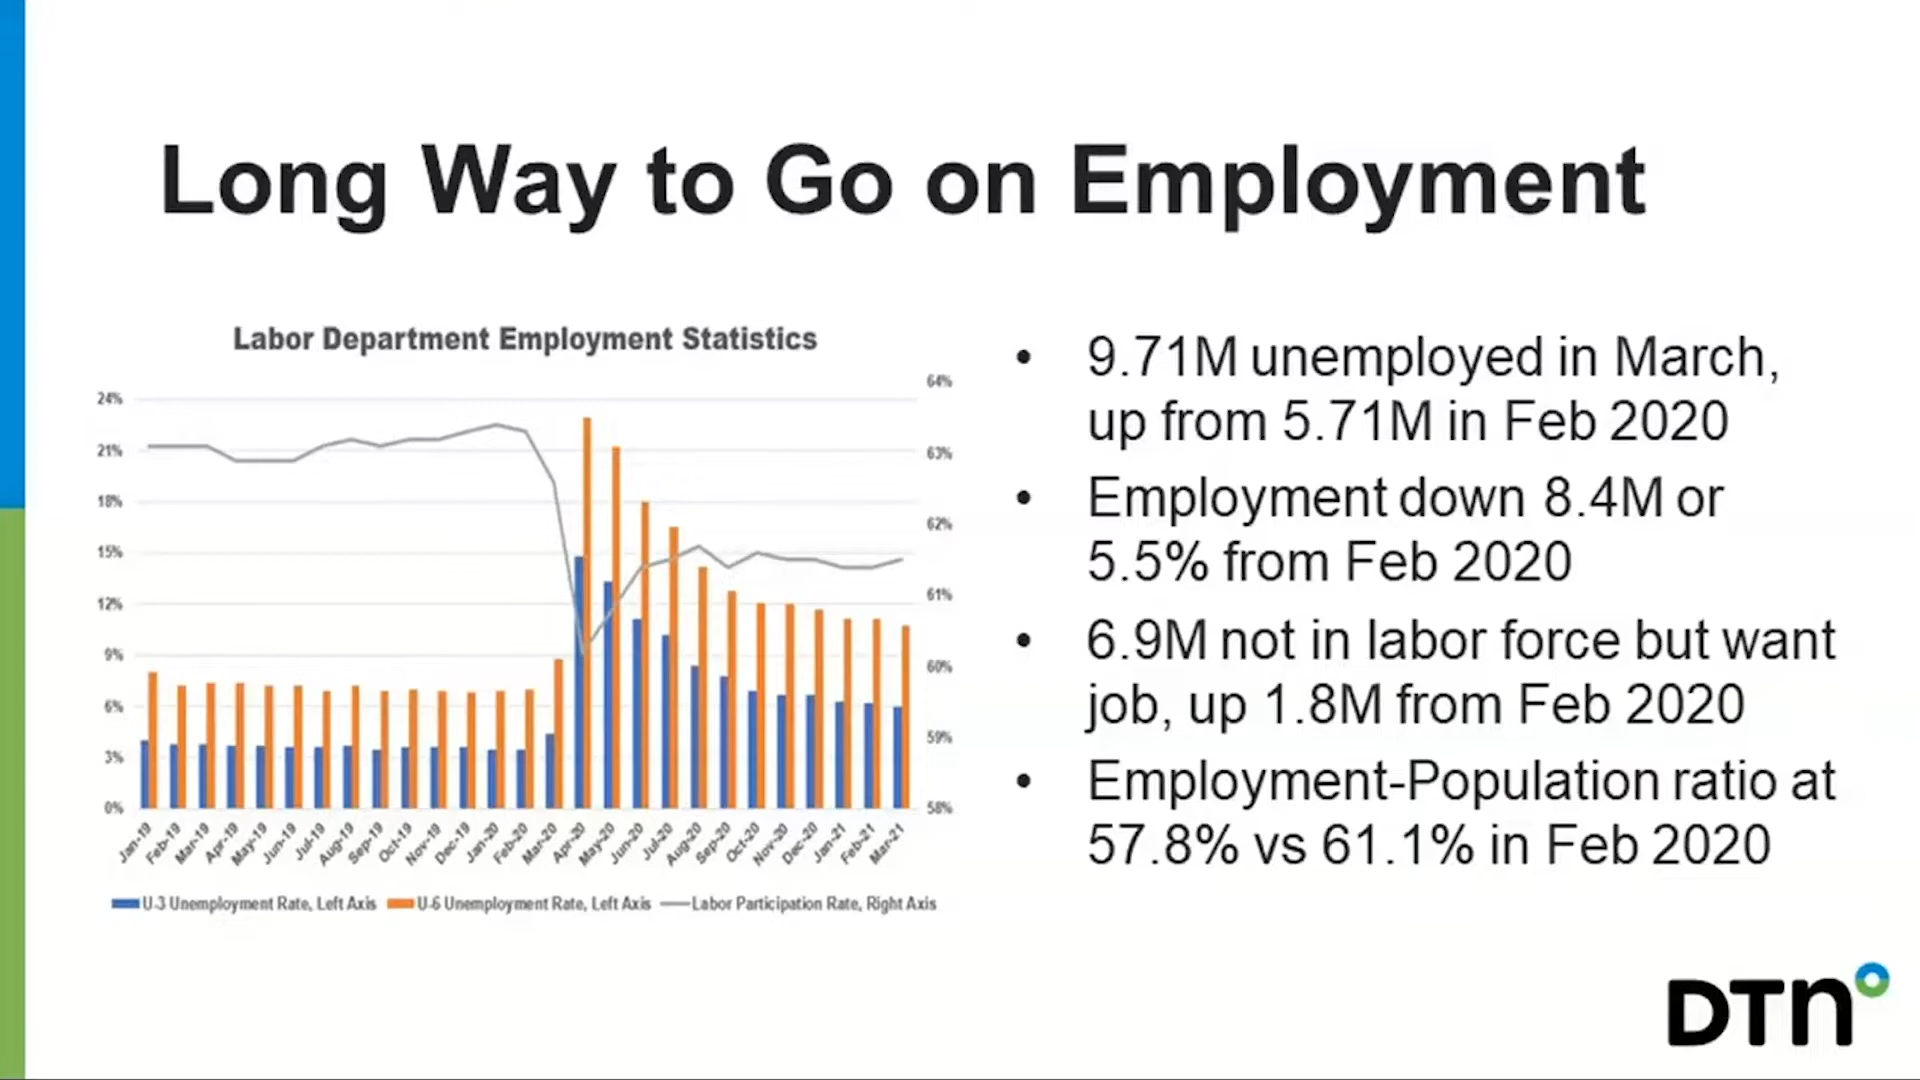 Long Way to Go on Employment
Labor Department Employment Statistics
24%
21%
18%
15%
12%
9%
6%
3%
0%
64%
63%
62%
61%
60%
59%
58%
Jan-19
Feb-19
Mar-19
Apr-19
May-19
Jun-19
Jul-19
Aug-19
Sep-19
Oct-19
Nov-19
Dec-19
Jan-20
Feb-20
Mar-20
Apr-20
May-20
Jun-20
Jul-20
Aug-20
Sep-20
Oct-20
Nov-20
Dec-20
Jan-21
Feb-21
Mar-21
U-3 Unemployment Rate, Left Axis U-6 Unemployment Rate, Left Axis Labor Participation Rate, Right Axis
• 9.71M unemployed in March,
up from 5.71M in Feb 2020
• Employment down 8.4M or
5.5% from Feb 2020
• 6.9M not in labor force but want
job, up 1.8M from Feb 2020
• Employment-Population ratio at
57.8% vs 61.1% in Feb 2020
DTN